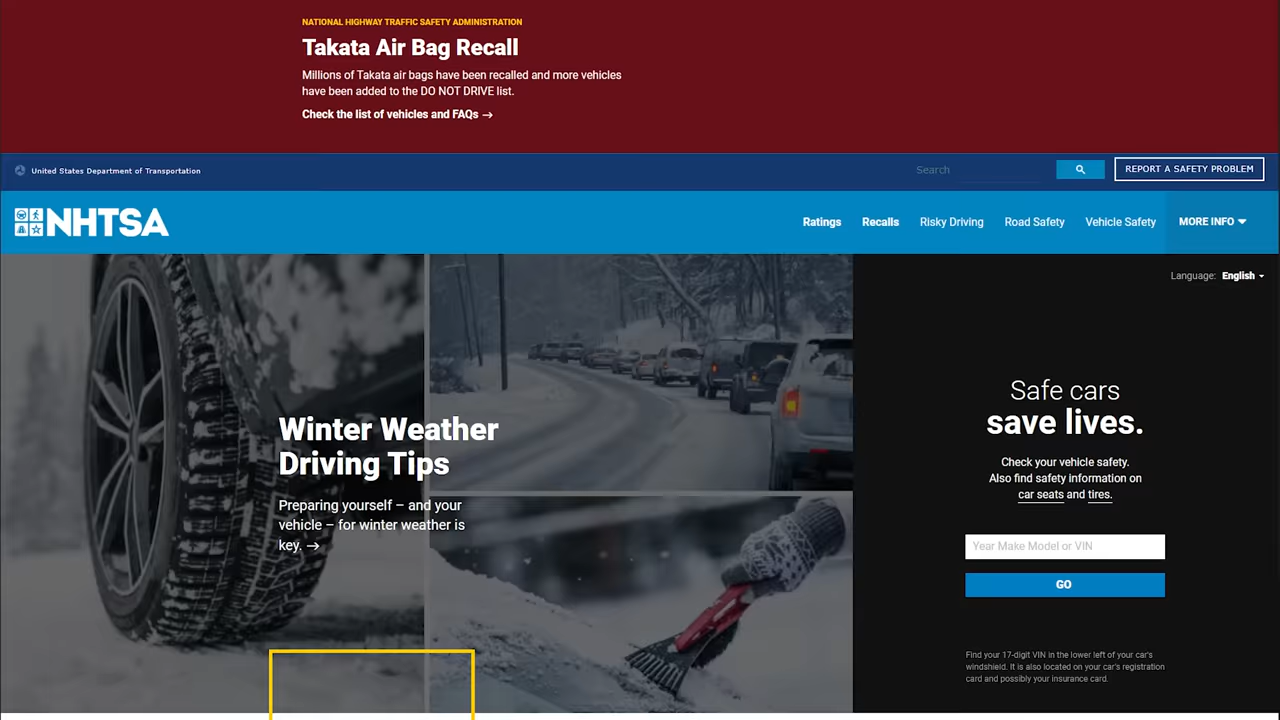 NATIONAL HIGHWAY TRAFFIC SAFETY ADMINISTRATION
Takata Air Bag Recall
Millions of Takata air bags have been recalled and more vehicles
have been added to the DO NOT DRIVE list.
Check the list of vehicles and FAQs →
United States Department of Transportation
Search
REPORT A SAFETY PROBLEM
NHTSA
Ratings Recalls Risky Driving Road Safety Vehicle Safety MORE INFO
Language: English
Winter Weather
Driving Tips
Preparing yourself – and your
vehicle – for winter weather is
key. →
Safe cars
save lives.
Check your vehicle safety.
Also find safety information on
car seats and tires.
Year Make Model or VIN
GO
Find your 17-digit VIN in the lower left of your car's
windshield. It is also located on your car's registration
card and possibly your insurance card.